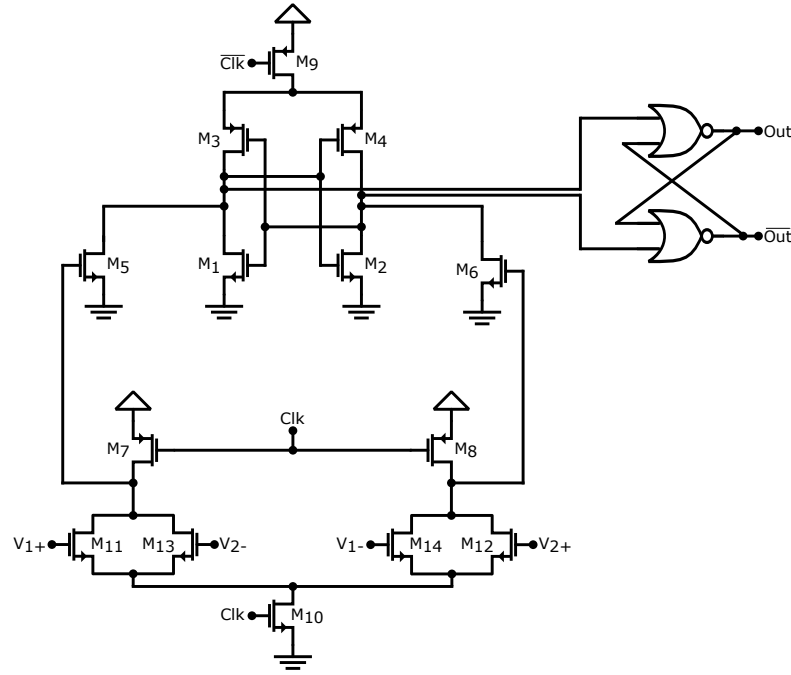 Clk M9
M3 M4
Out
M5 M1 M2 M6
Out
Clk
M7 M8
V1+ M11 M13 V2- V1- M14 M12 V2+
Clk M10